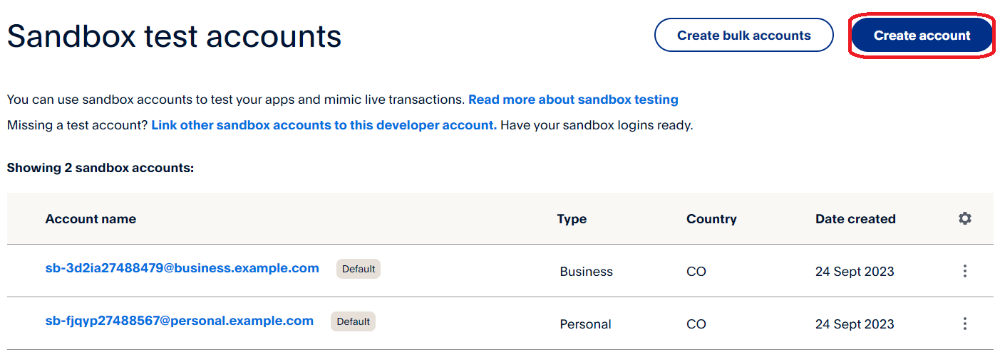 Sandbox test accounts
Create bulk accounts
Create account
You can use sandbox accounts to test your apps and mimic live transactions. Read more about sandbox testing
Missing a test account? Link other sandbox accounts to this developer account. Have your sandbox logins ready.
Showing 2 sandbox accounts:
Account name Type Country Date created
sb-3d2ia27488479@business.example.com Default Business CO 24 Sept 2023
sb-fjqyp27488567@personal.example.com Default Personal CO 24 Sept 2023